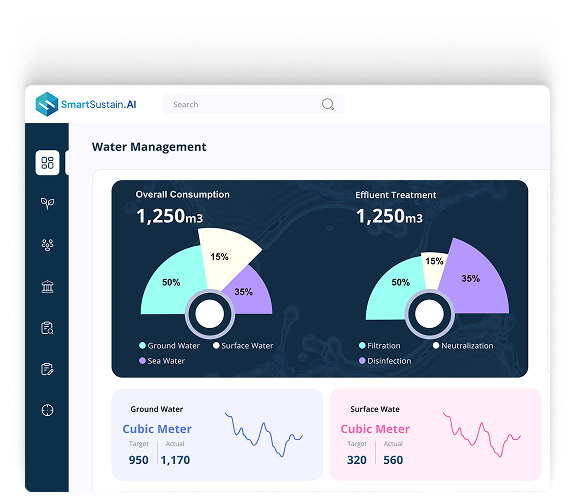 SmartSustain.AI
Search
Water Management
Overall Consumption
1,250m3
50%
15%
35%
Ground Water
Surface Water
Sea Water
Effluent Treatment
1,250m3
50%
15%
35%
Filtration
Neutralization
Disinfection
Ground Water
Cubic Meter
Target Actual
950 1,170
Surface Wate
Cubic Meter
Target Actual
320 560